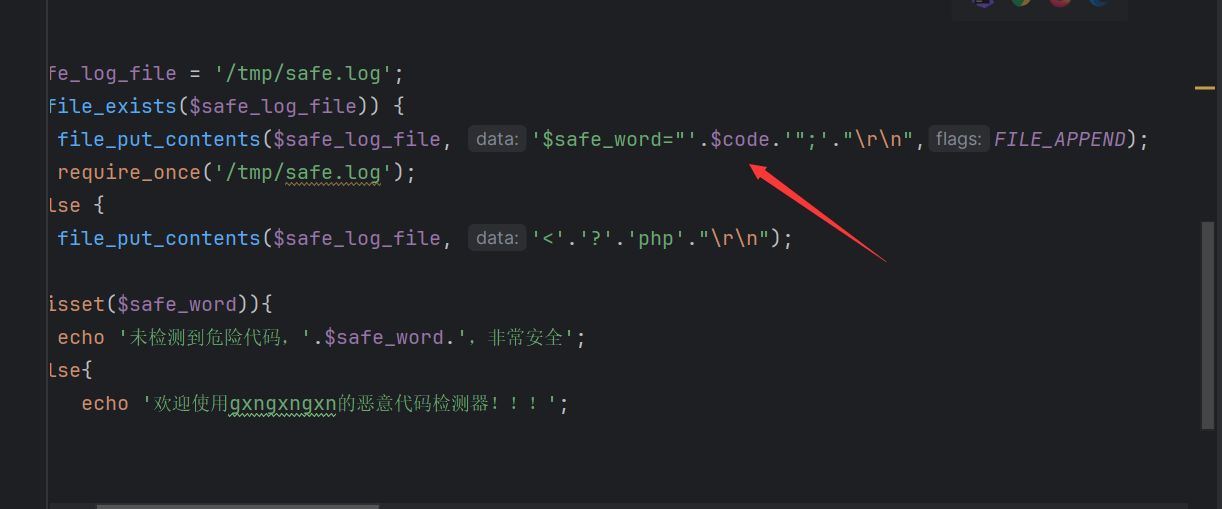 fe_log_file = '/tmp/safe.log';
file_exists($safe_log_file)) {
file_put_contents($safe_log_file, data: '$safe_word="'.$code.'";'."\r\n", flags: FILE_APPEND);
require_once('/tmp/safe.log');
lse {
file_put_contents($safe_log_file, data: '<'.'?'.'php'."\r\n");
isset($safe_word)){
echo '未检测到危险代码，'.$safe_word.'，非常安全';
lse{
echo '欢迎使用gxngxngxn的恶意代码检测器！！！';